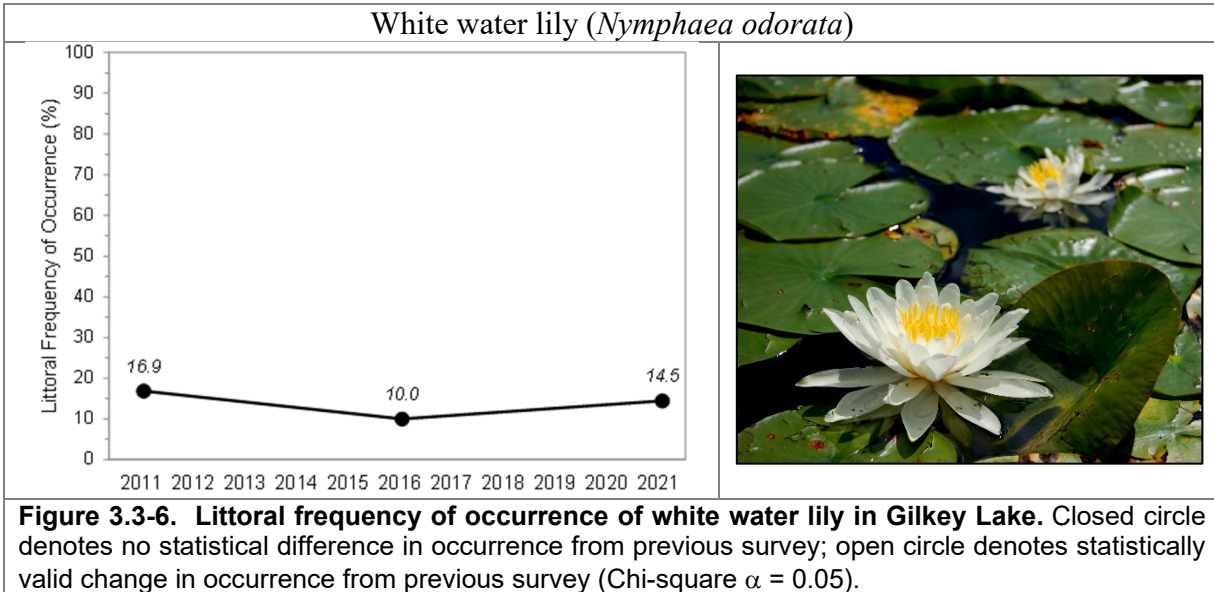 White water lily (Nymphaea odorata)
100
90
80
70
60
50
40
30
20
10
0
Littoral Frequency of Occurrence (%)
16.9
10.0
14.5
2011 2012 2013 2014 2015 2016 2017 2018 2019 2020 2021
Figure 3.3-6. Littoral frequency of occurrence of white water lily in Gilkey Lake. Closed circle
denotes no statistical difference in occurrence from previous survey; open circle denotes statistically
valid change in occurrence from previous survey (Chi-square α = 0.05).